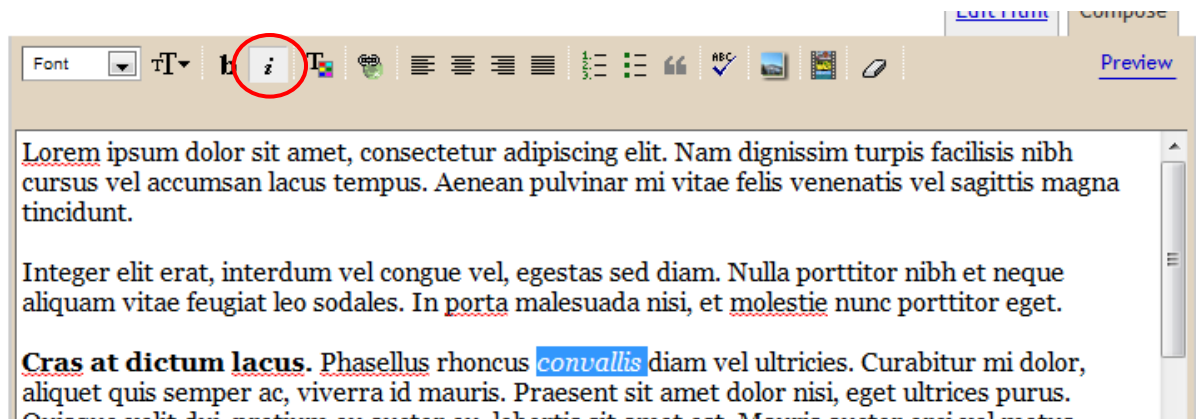 Edit Html Compose
Font TT b i T ABC Preview
Lorem ipsum dolor sit amet, consectetur adipiscing elit. Nam dignissim turpis facilisis nibh
cursus vel accumsan lacus tempus. Aenean pulvinar mi vitae felis venenatis vel sagittis magna
tincidunt.
Integer elit erat, interdum vel congue vel, egestas sed diam. Nulla porttitor nibh et neque
aliquam vitae feugiat leo sodales. In porta malesuada nisi, et molestie nunc porttitor eget.
Cras at dictum lacus. Phasellus rhoncus convallis diam vel ultricies. Curabitur mi dolor,
aliquet quis semper ac, viverra id mauris. Praesent sit amet dolor nisi, eget ultrices purus.